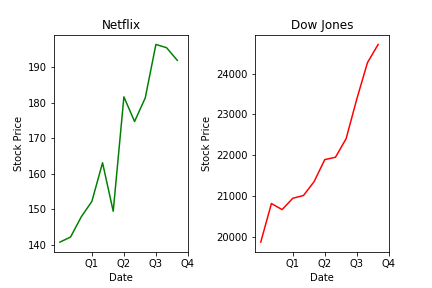 Netflix
Stock Price
190
180
170
160
150
140
Q1 Q2 Q3 Q4
Date
Dow Jones
Stock Price
24000
23000
22000
21000
20000
Q1 Q2 Q3 Q4
Date